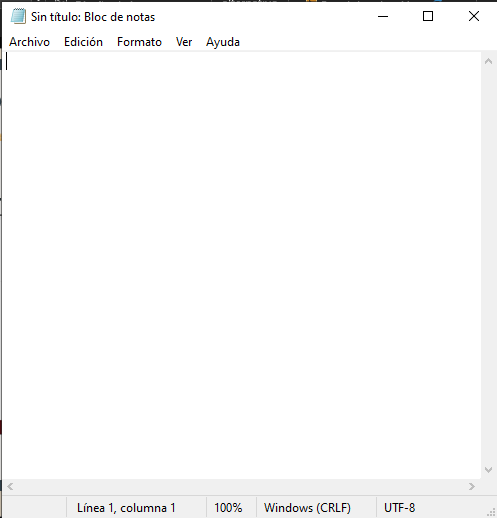 Sin título: Bloc de notas
Archivo Edición Formato Ver Ayuda
Línea 1, columna 1 100% Windows (CRLF) UTF-8